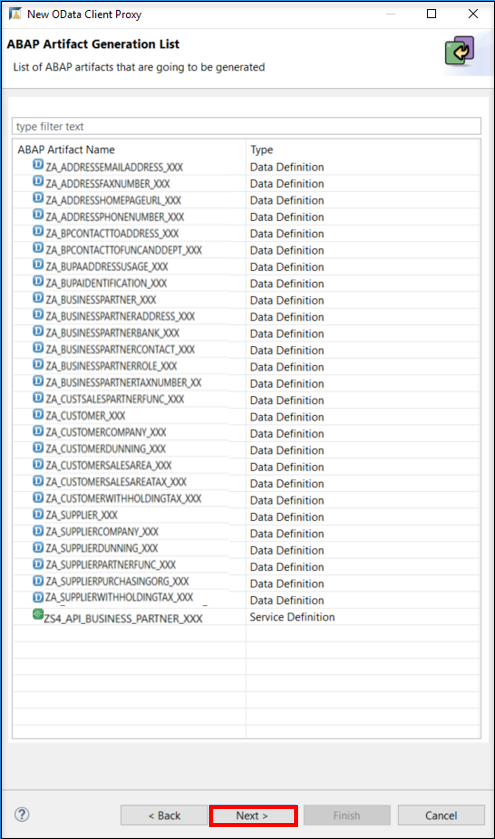 New OData Client Proxy
ABAP Artifact Generation List
List of ABAP artifacts that are going to be generated
type filter text
ABAP Artifact Name Type
ZA_ADDRESSEMAILADDRESS_XXX Data Definition
ZA_ADDRESSFAXNUMBER_XXX Data Definition
ZA_ADDRESSHOMEPAGEURL_XXX Data Definition
ZA_ADDRESSPHONENUMBER_XXX Data Definition
ZA_BPCONTACTTOADDRESS_XXX Data Definition
ZA_BPCONTACTTOFUNCANDDEPT_XXX Data Definition
ZA_BUPAADDRESSUSAGE_XXX Data Definition
ZA_BUPAIDENTIFICATION_XXX Data Definition
ZA_BUSINESSPARTNER_XXX Data Definition
ZA_BUSINESSPARTNERADDRESS_XXX Data Definition
ZA_BUSINESSPARTNERBANK_XXX Data Definition
ZA_BUSINESSPARTNERCONTACT_XXX Data Definition
ZA_BUSINESSPARTNERROLE_XXX Data Definition
ZA_BUSINESSPARTNERTAXNUMBER_XX Data Definition
ZA_CUSTSALESPARTNERFUNC_XXX Data Definition
ZA_CUSTOMER_XXX Data Definition
ZA_CUSTOMERCOMPANY_XXX Data Definition
ZA_CUSTOMERDUNNING_XXX Data Definition
ZA_CUSTOMERSALESAREA_XXX Data Definition
ZA_CUSTOMERSALESAREATAX_XXX Data Definition
ZA_CUSTOMERWITHHOLDINGTAX_XXX Data Definition
ZA_SUPPLIER_XXX Data Definition
ZA_SUPPLIERCOMPANY_XXX Data Definition
ZA_SUPPLIERDUNNING_XXX Data Definition
ZA_SUPPLIERPARTNERFUNC_XXX Data Definition
ZA_SUPPLIERPURCHASINGORG_XXX Data Definition
ZA_SUPPLIERWITHHOLDINGTAX_XXX Data Definition
ZS4_API_BUSINESS_PARTNER_XXX Service Definition
? < Back Next > Finish Cancel